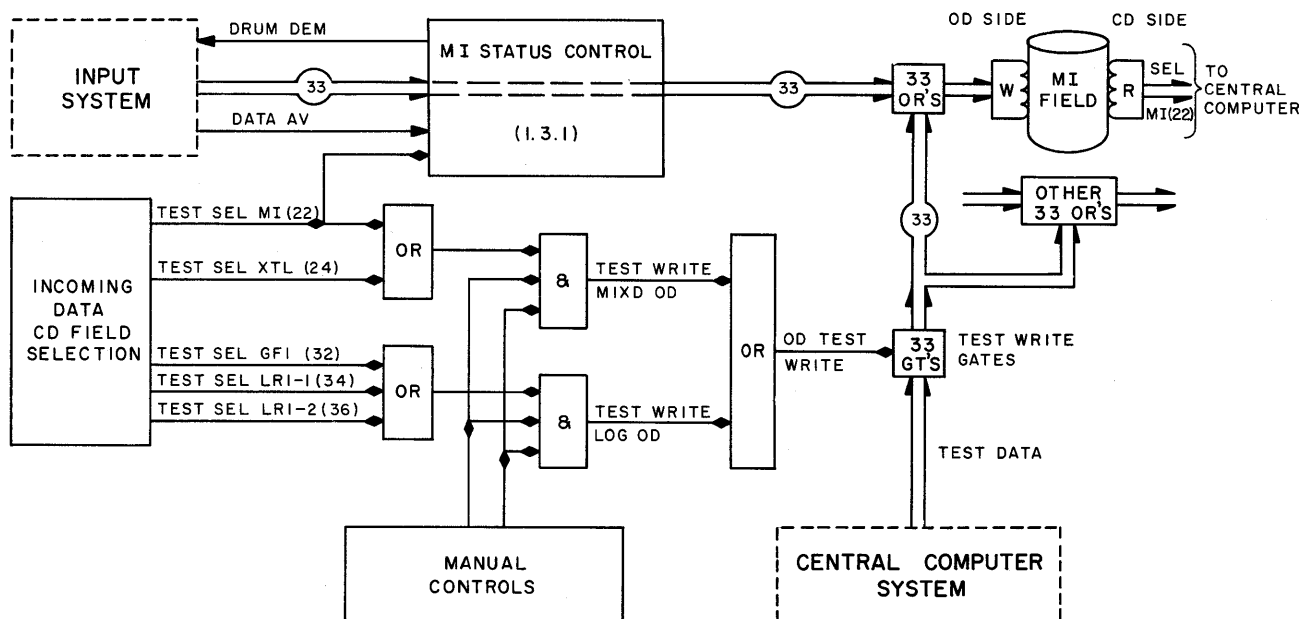 OD SIDE
CD SIDE
DRUM DEM
INPUT
SYSTEM
33
DATA AV
MI STATUS CONTROL
(1.3.1)
33
33
OR'S
W
MI
FIELD
R
SEL
MI(22)
TO
CENTRAL
COMPUTER
OTHER
33 OR'S
33
INCOMING
DATA
CD FIELD
SELECTION
TEST SEL MI (22)
TEST SEL XTL (24)
OR
TEST SEL GFI (32)
TEST SEL LRI-1 (34)
TEST SEL LRI-2 (36)
OR
&
TEST WRITE
MIXD OD
&
TEST WRITE
LOG OD
OR
OD TEST
WRITE
33
GT'S
TEST WRITE
GATES
TEST DATA
MANUAL
CONTROLS
CENTRAL COMPUTER
SYSTEM